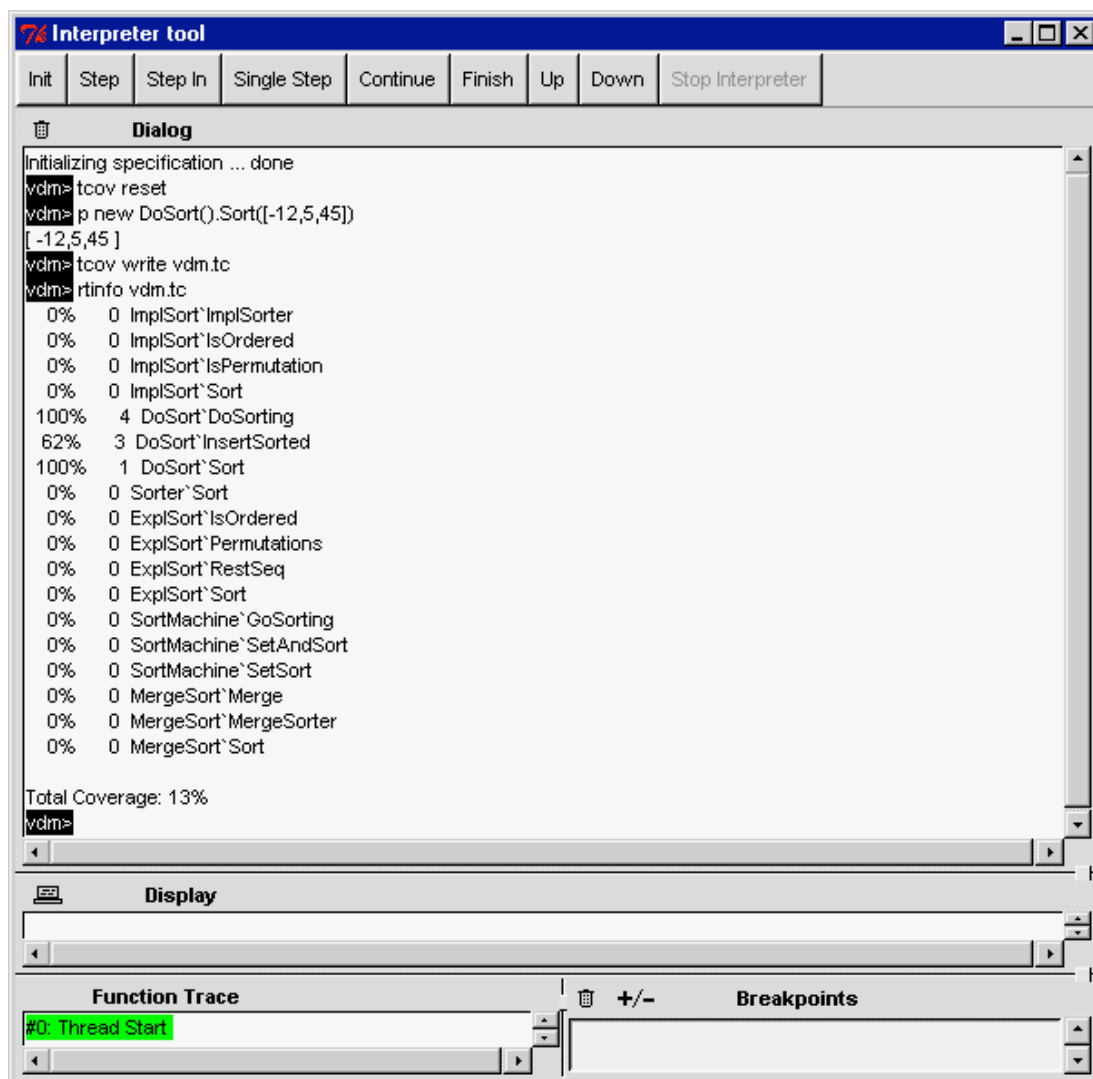 Interpreter tool
Init Step Step In Single Step Continue Finish Up Down Stop Interpreter
Dialog
Initializing specification ... done
vdm> tcov reset
vdm> p new DoSort().Sort([-12,5,45])
[ -12,5,45 ]
vdm> tcov write vdm.tc
vdm> rtinfo vdm.tc
0% 0 ImplSort`ImplSorter
0% 0 ImplSort`IsOrdered
0% 0 ImplSort`IsPermutation
0% 0 ImplSort`Sort
100% 4 DoSort`DoSorting
62% 3 DoSort`InsertSorted
100% 1 DoSort`Sort
0% 0 Sorter`Sort
0% 0 ExplSort`IsOrdered
0% 0 ExplSort`Permutations
0% 0 ExplSort`RestSeq
0% 0 ExplSort`Sort
0% 0 SortMachine`GoSorting
0% 0 SortMachine`SetAndSort
0% 0 SortMachine`SetSort
0% 0 MergeSort`Merge
0% 0 MergeSort`MergeSorter
0% 0 MergeSort`Sort
Total Coverage: 13%
vdm>
Display
Function Trace +/- Breakpoints
#0: Thread Start